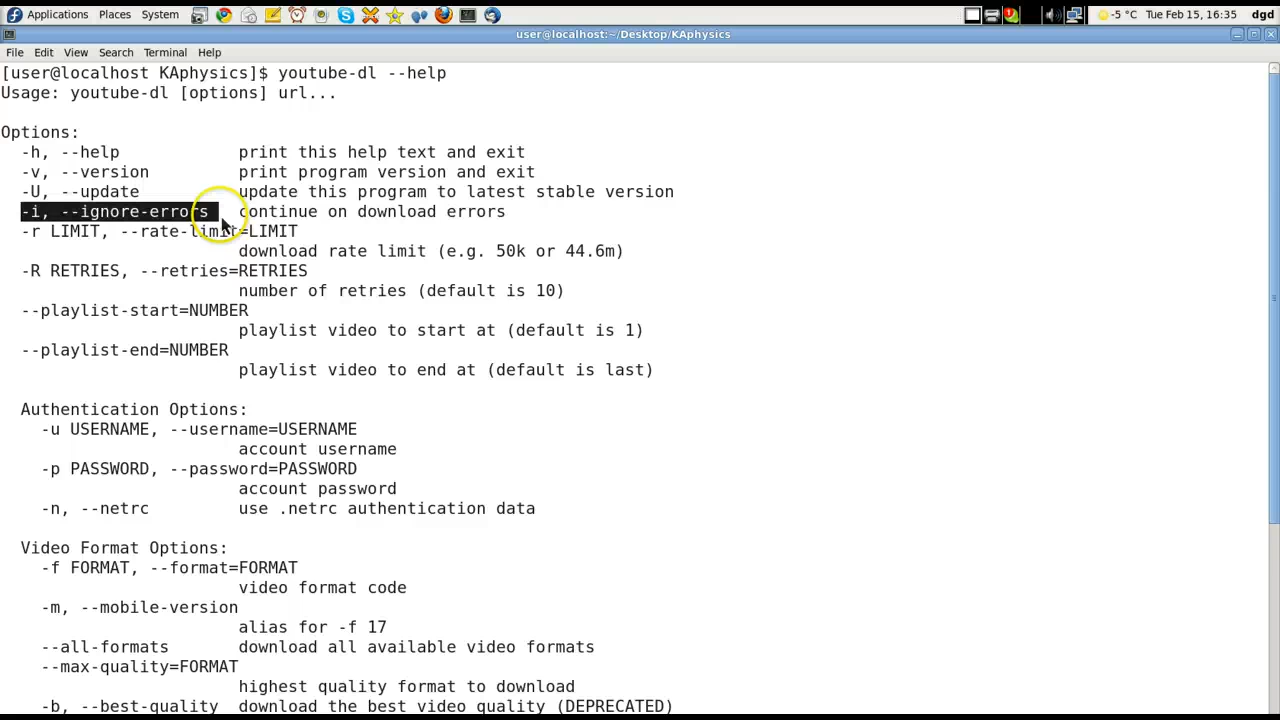 Applications Places System -5 °C Tue Feb 15, 16:35 dgd
user@localhost:~/Desktop/KAphysics
File Edit View Search Terminal Help
[user@localhost KAphysics]$ youtube-dl --help
Usage: youtube-dl [options] url...
Options:
-h, --help print this help text and exit
-v, --version print program version and exit
-U, --update update this program to latest stable version
-i, --ignore-errors continue on download errors
-r LIMIT, --rate-limit=LIMIT
download rate limit (e.g. 50k or 44.6m)
-R RETRIES, --retries=RETRIES
number of retries (default is 10)
--playlist-start=NUMBER
playlist video to start at (default is 1)
--playlist-end=NUMBER
playlist video to end at (default is last)
Authentication Options:
-u USERNAME, --username=USERNAME
account username
-p PASSWORD, --password=PASSWORD
account password
-n, --netrc use .netrc authentication data
Video Format Options:
-f FORMAT, --format=FORMAT
video format code
-m, --mobile-version
alias for -f 17
--all-formats download all available video formats
--max-quality=FORMAT
highest quality format to download
-b, --best-quality download the best video quality (DEPRECATED)